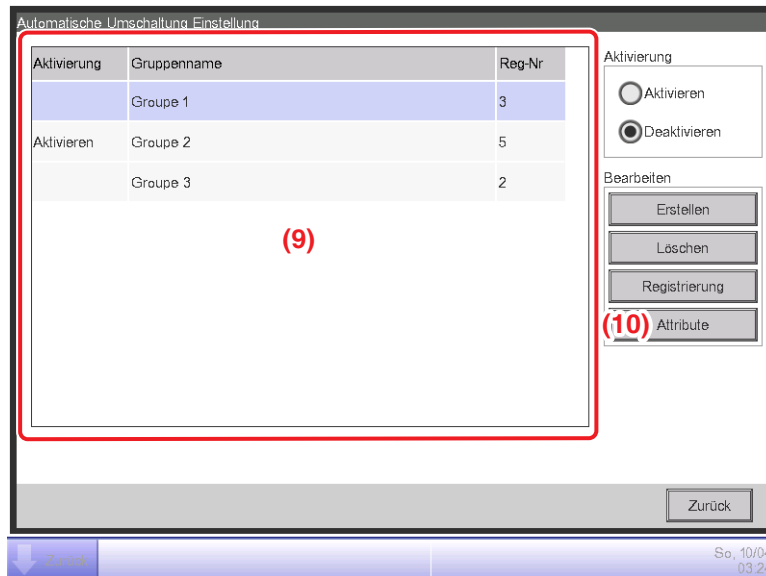 Automatische Umschaltung Einstellung
Aktivierung Gruppenname Reg-Nr
Groupe 1 3
Aktivieren Groupe 2 5
Groupe 3 2
(9)
Aktivierung
Aktivieren
Deaktivieren
Bearbeiten
Erstellen
Löschen
Registrierung
(10) Attribute
Zurück
Zurück
So, 10/0
03:2